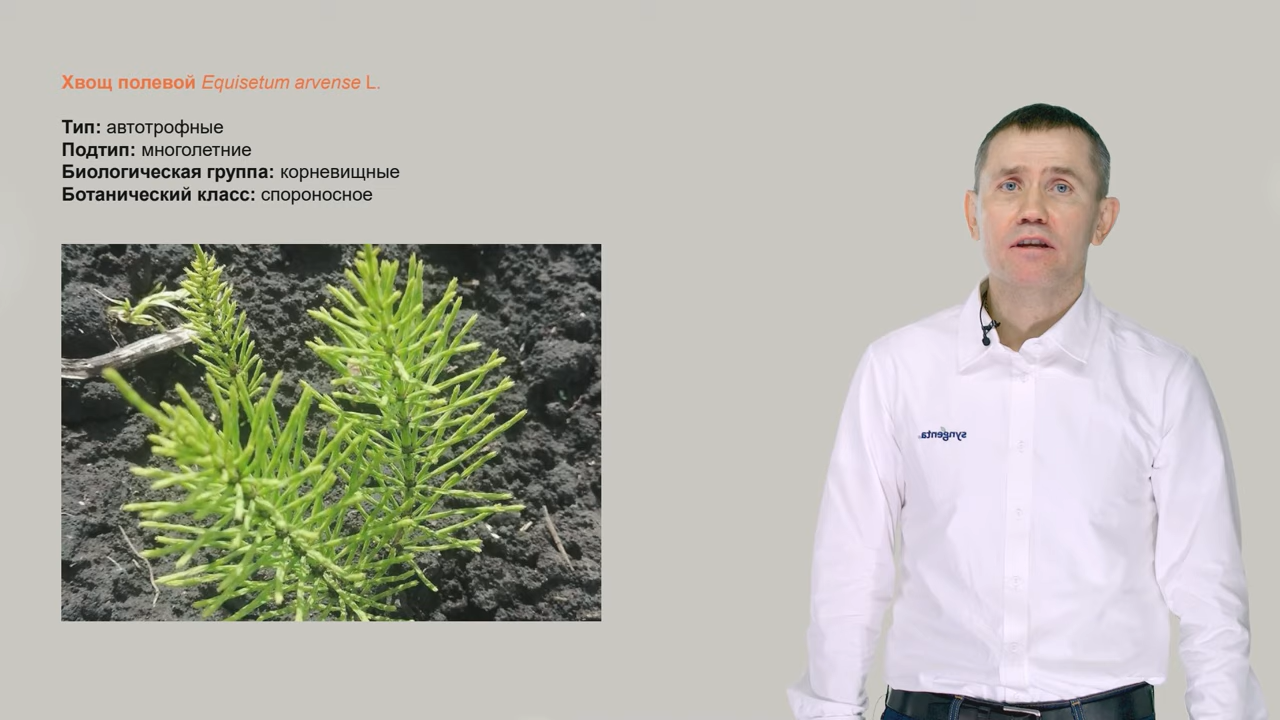 Хвощ полевой Equisetum arvense L.
Тип: автотрофные
Подтип: многолетние
Биологическая группа: корневищные
Ботанический класс: спороносное
syngenta